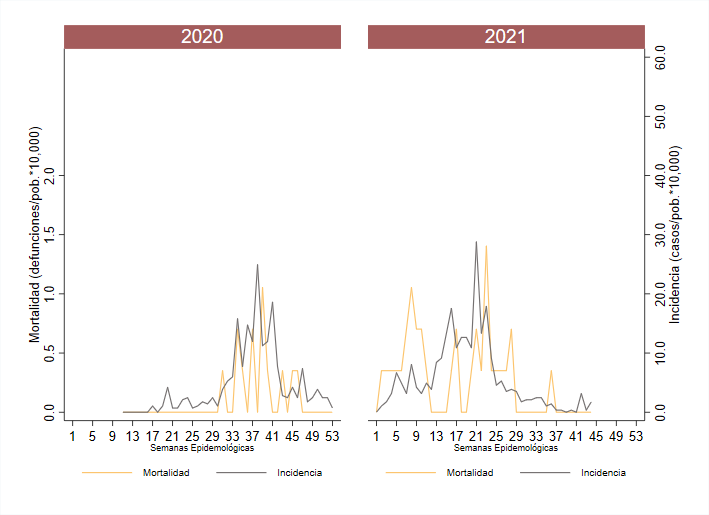 2020
2021
Mortalidad (defunciones/pob.*10,000)
0.0 0.5 1.0 1.5 2.0
1 5 9 13 17 21 25 29 33 37 41 45 49 53
Semanas Epidemológicas
Mortalidad Incidencia
1 5 9 13 17 21 25 29 33 37 41 45 49 53
Semanas Epidemológicas
Mortalidad Incidencia
0.0 10.0 20.0 30.0 40.0 50.0 60.0
Incidencia (casos/pob.*10,000)